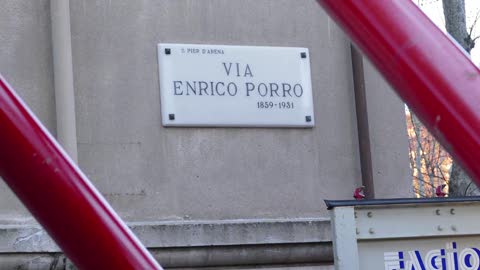 S. PIER D'ARENA
VIA
ENRICO PORRO
1859-1931